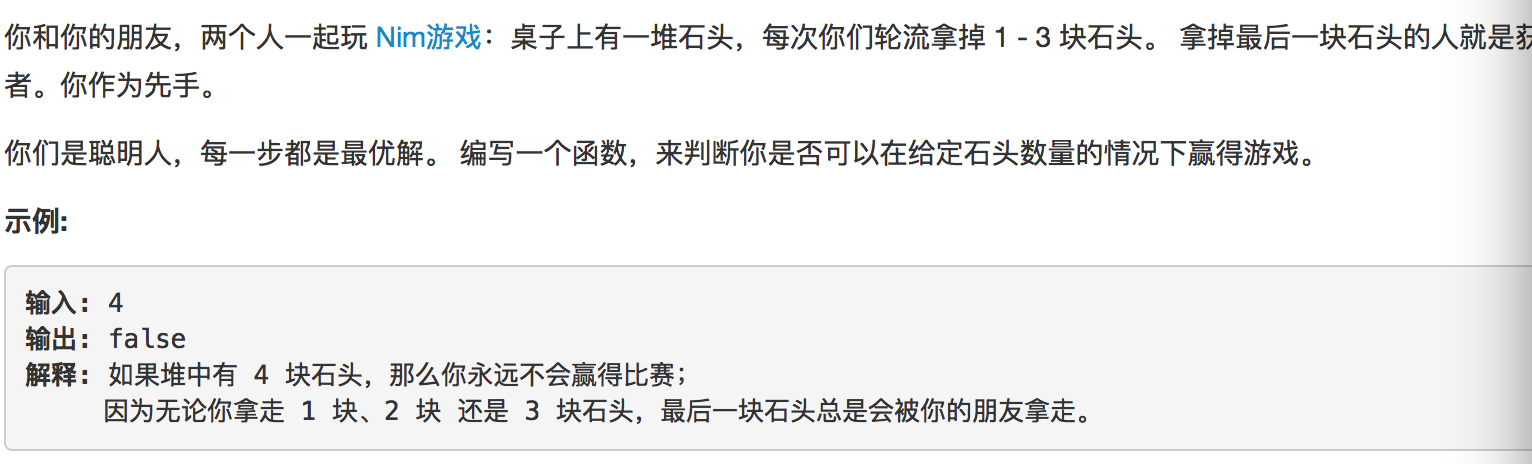 你和你的朋友，两个人一起玩 Nim游戏：桌子上有一堆石头，每次你们轮流拿掉 1 - 3 块石头。 拿掉最后一块石头的人就是获
者。你作为先手。
你们是聪明人，每一步都是最优解。 编写一个函数，来判断你是否可以在给定石头数量的情况下赢得游戏。
示例:
输入: 4
输出: false
解释: 如果堆中有 4 块石头，那么你永远不会赢得比赛；
因为无论你拿走 1 块、2 块 还是 3 块石头，最后一块石头总是会被你的朋友拿走。